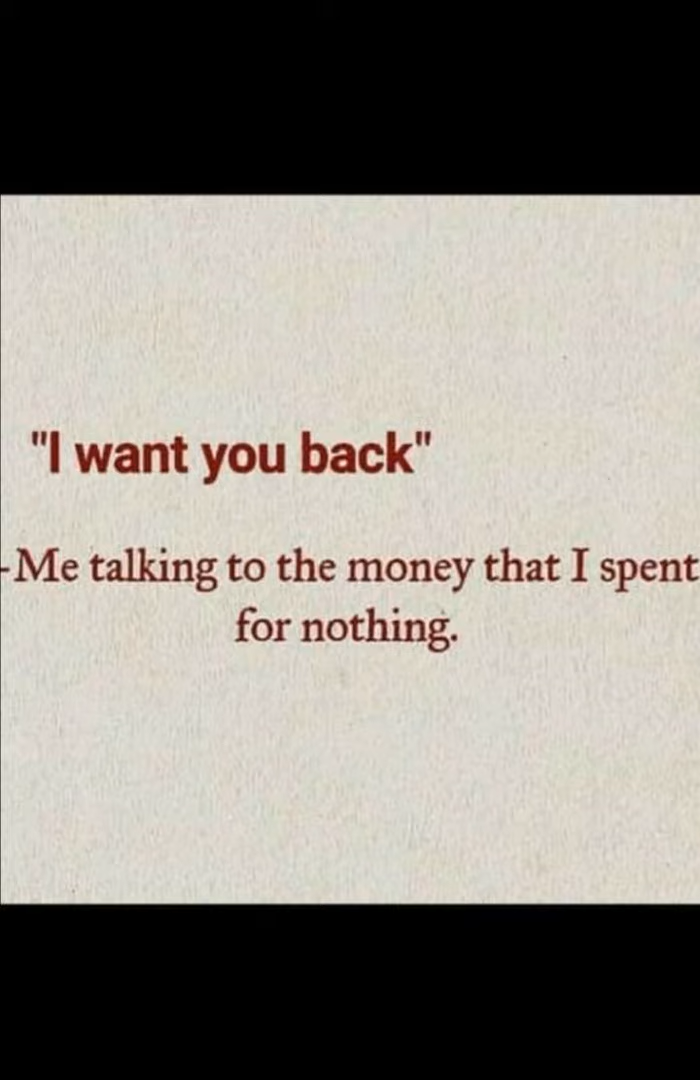 "I want you back"
-Me talking to the money that I spent
for nothing.